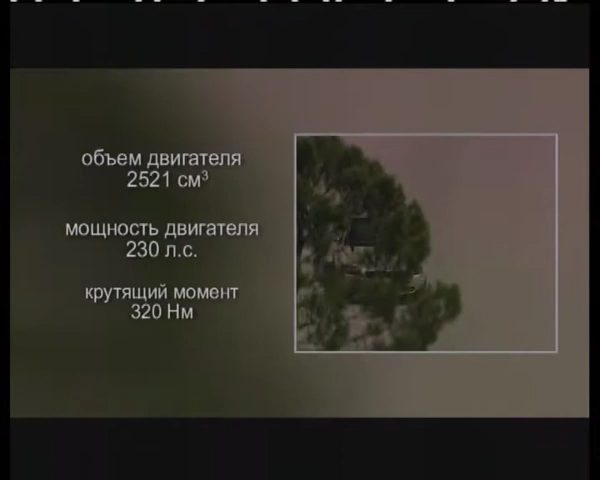 объем двигателя
2521 см³
мощность двигателя
230 л.с.
крутящий момент
320 Нм